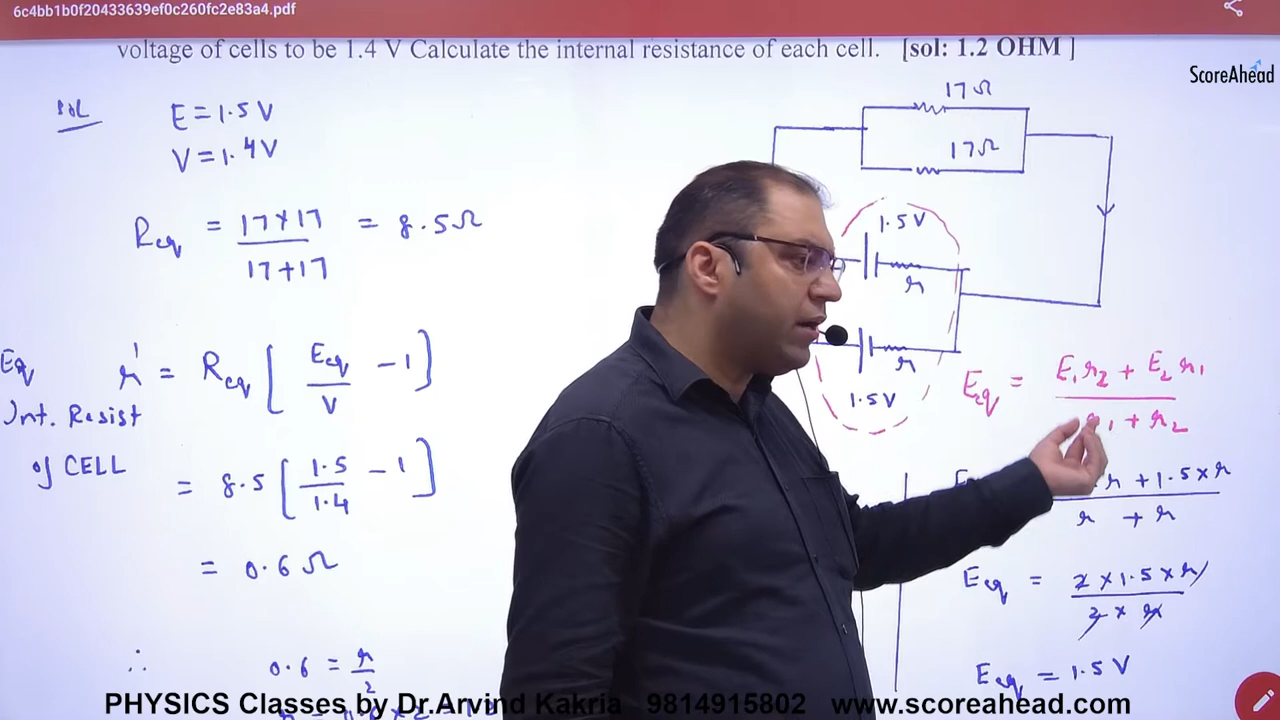 6c4bb1b0f20433639ef0c260fc2e83a4.pdf
voltage of cells to be 1.4 V Calculate the internal resistance of each cell. [sol: 1.2 OHM ]
ScoreAhead
Sol
E = 1.5 V
V = 1.4 V
Req = 17×17 / 17+17 = 8.5 Ω
Eq Int. Resist of CELL
r' = Req [ Eeq / V - 1 ]
= 8.5 [ 1.5 / 1.4 - 1 ]
= 0.6 Ω
∴ 0.6 = r / 2
17 Ω
17 Ω
1.5 V
r
r
1.5 V
Eeq = E1 r2 + E2 r1 / r1 + r2
r + 1.5 × r / r + r
Eeq = 2 × 1.5 × r / 2 × r
Eeq = 1.5 V
PHYSICS Classes by Dr.Arvind Kakria 9814915802 www.scoreahead.com